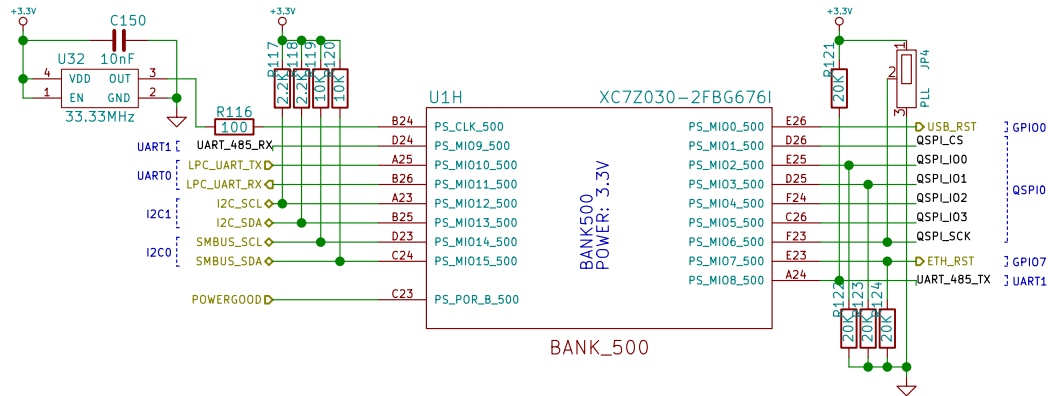 +3.3V
C150
10nF
U32
4 VDD OUT 3
1 EN GND 2
33.33MHz
R116
100
+3.3V
R117
2.2K
R118
2.2K
R119
10K
R120
10K
U1H XC7Z030-2FBG676I
B24 PS_CLK_500
UART1 UART_485_RX D24 PS_MIO9_500
UART0 LPC_UART_TX A25 PS_MIO10_500
LPC_UART_RX B26 PS_MIO11_500
I2C1 I2C_SCL A23 PS_MIO12_500
I2C_SDA B25 PS_MIO13_500
I2C0 SMBUS_SCL D23 PS_MIO14_500
SMBUS_SDA C24 PS_MIO15_500
POWERGOOD C23 PS_POR_B_500
BANK500
POWER: 3.3V
PS_MIO0_500 E26 USB_RST GPIO0
PS_MIO1_500 D26 QSPI_CS
PS_MIO2_500 E25 QSPI_IO0
PS_MIO3_500 D25 QSPI_IO1 QSPI0
PS_MIO4_500 F24 QSPI_IO2
PS_MIO5_500 C26 QSPI_IO3
PS_MIO6_500 F23 QSPI_SCK
PS_MIO7_500 E23 ETH_RST GPIO7
PS_MIO8_500 A24 UART_485_TX UART1
BANK_500
+3.3V
R121
20K
1
2
3
JP4
PLL
R122
20K
R123
20K
R124
20K